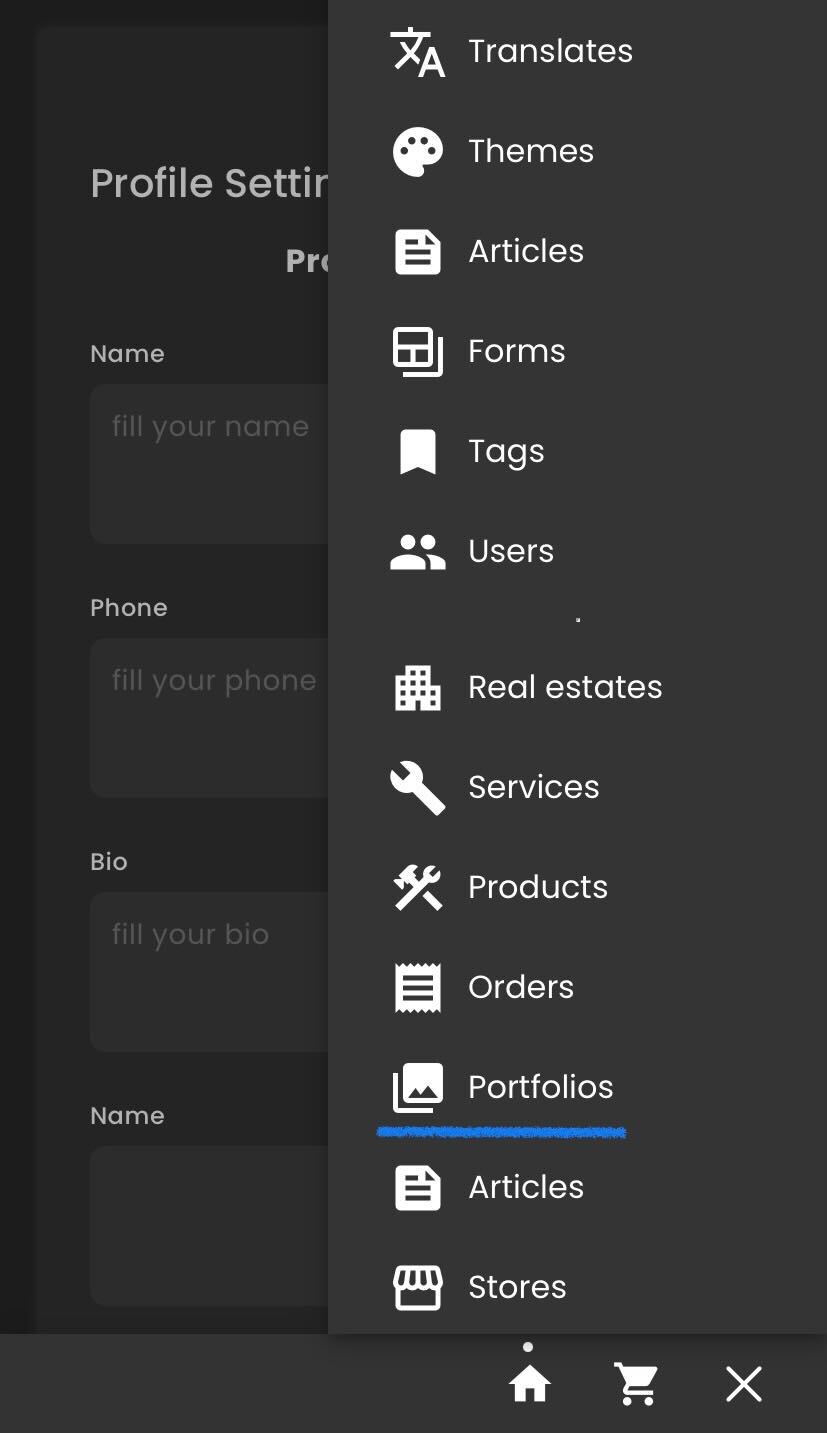 Profile Settin
Pro
Name
fill your name
Phone
fill your phone
Bio
fill your bio
Name
Translates
Themes
Articles
Forms
Tags
Users
Real estates
Services
Products
Orders
Portfolios
Articles
Stores